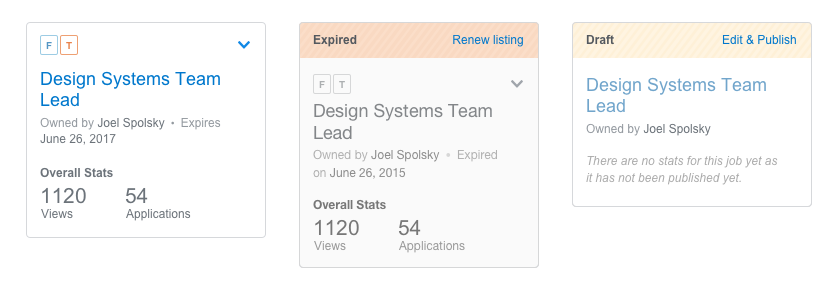 F T
Design Systems Team
Lead
Owned by Joel Spolsky • Expires
June 26, 2017
Overall Stats
1120 54
Views Applications
Expired Renew listing
F T
Design Systems Team
Lead
Owned by Joel Spolsky • Expired
on June 26, 2015
Overall Stats
1120 54
Views Applications
Draft Edit & Publish
Design Systems Team
Lead
Owned by Joel Spolsky
There are no stats for this job yet as
it has not been published yet.